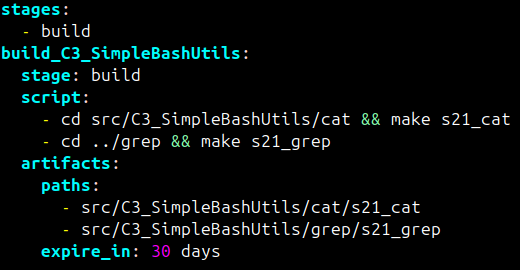 stages:
  - build
build_C3_SimpleBashUtils:
  stage: build
  script:
    - cd src/C3_SimpleBashUtils/cat && make s21_cat
    - cd ../grep && make s21_grep
  artifacts:
    paths:
      - src/C3_SimpleBashUtils/cat/s21_cat
      - src/C3_SimpleBashUtils/grep/s21_grep
    expire_in: 30 days